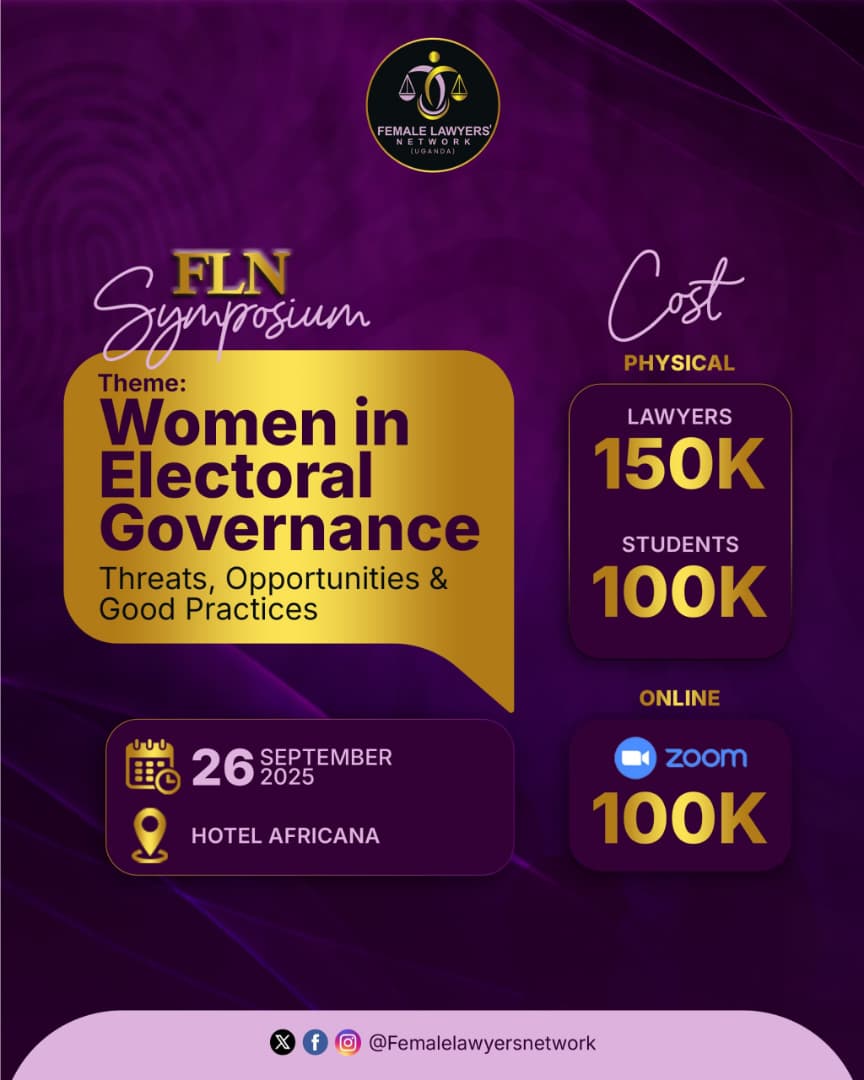 FEMALE LAWYERS'
NETWORK
(UGANDA)
FLN
Symposium
Theme:
Women in
Electoral
Governance
Threats, Opportunities &
Good Practices
26 SEPTEMBER
2025
HOTEL AFRICANA
Cost
PHYSICAL
LAWYERS
150K
STUDENTS
100K
ONLINE
zoom
100K
@Femalelawyersnetwork